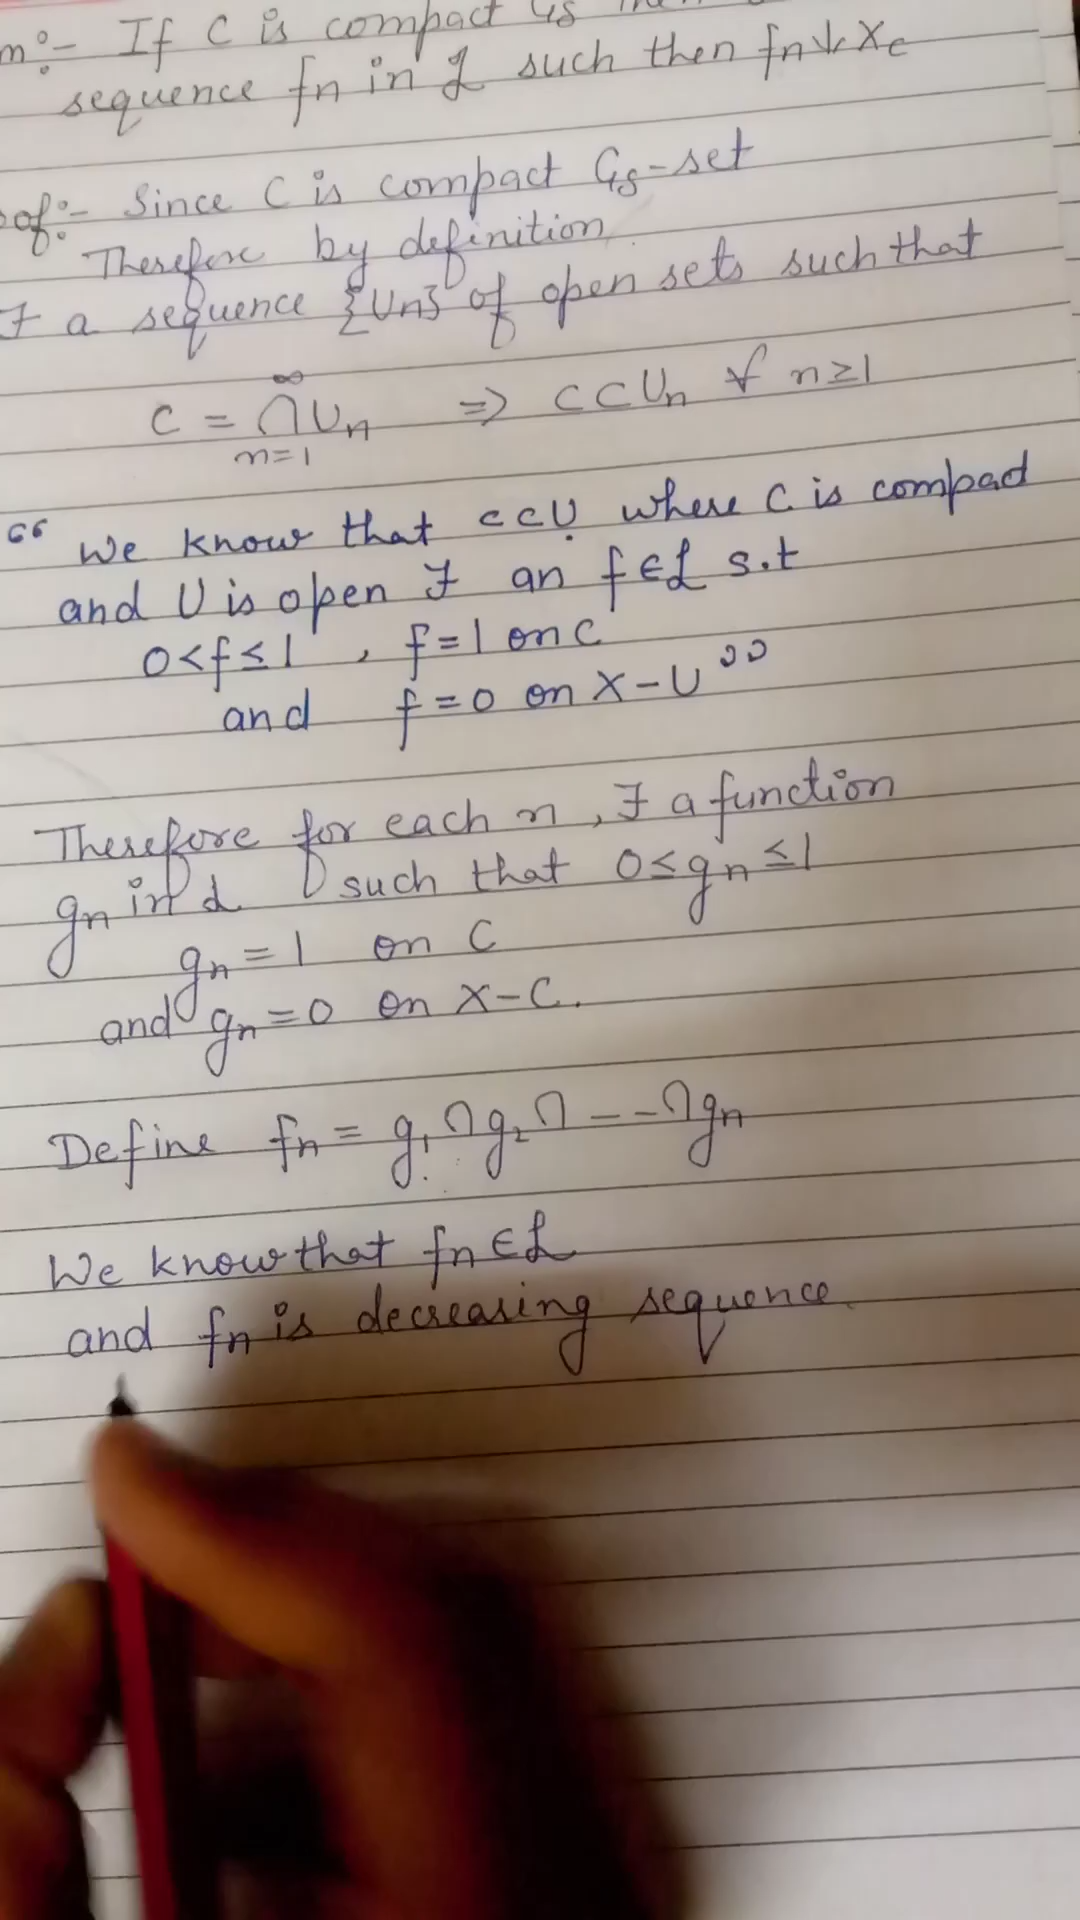 m:- If C is compact Gδ
sequence fn in L such then fn↓χc
of:- Since C is compact Gδ-set
Therefore by definition
∃ a sequence {Un} of open sets such that
C = ∞∩n=1 Un ⇒ C⊂Un ∀ n≥1
“ We know that C⊂U where C is compact
and U is open ∃ an f∈L s.t
0<f≤1 , f=1 on C
and f=0 on X-U ”
Therefore for each n, ∃ a function
gn in L such that 0≤gn≤1
gn=1 on C
and gn=0 on X-C.
Define fn = g1∩g2∩---∩gn
We know that fn∈L
and fn is decreasing sequence